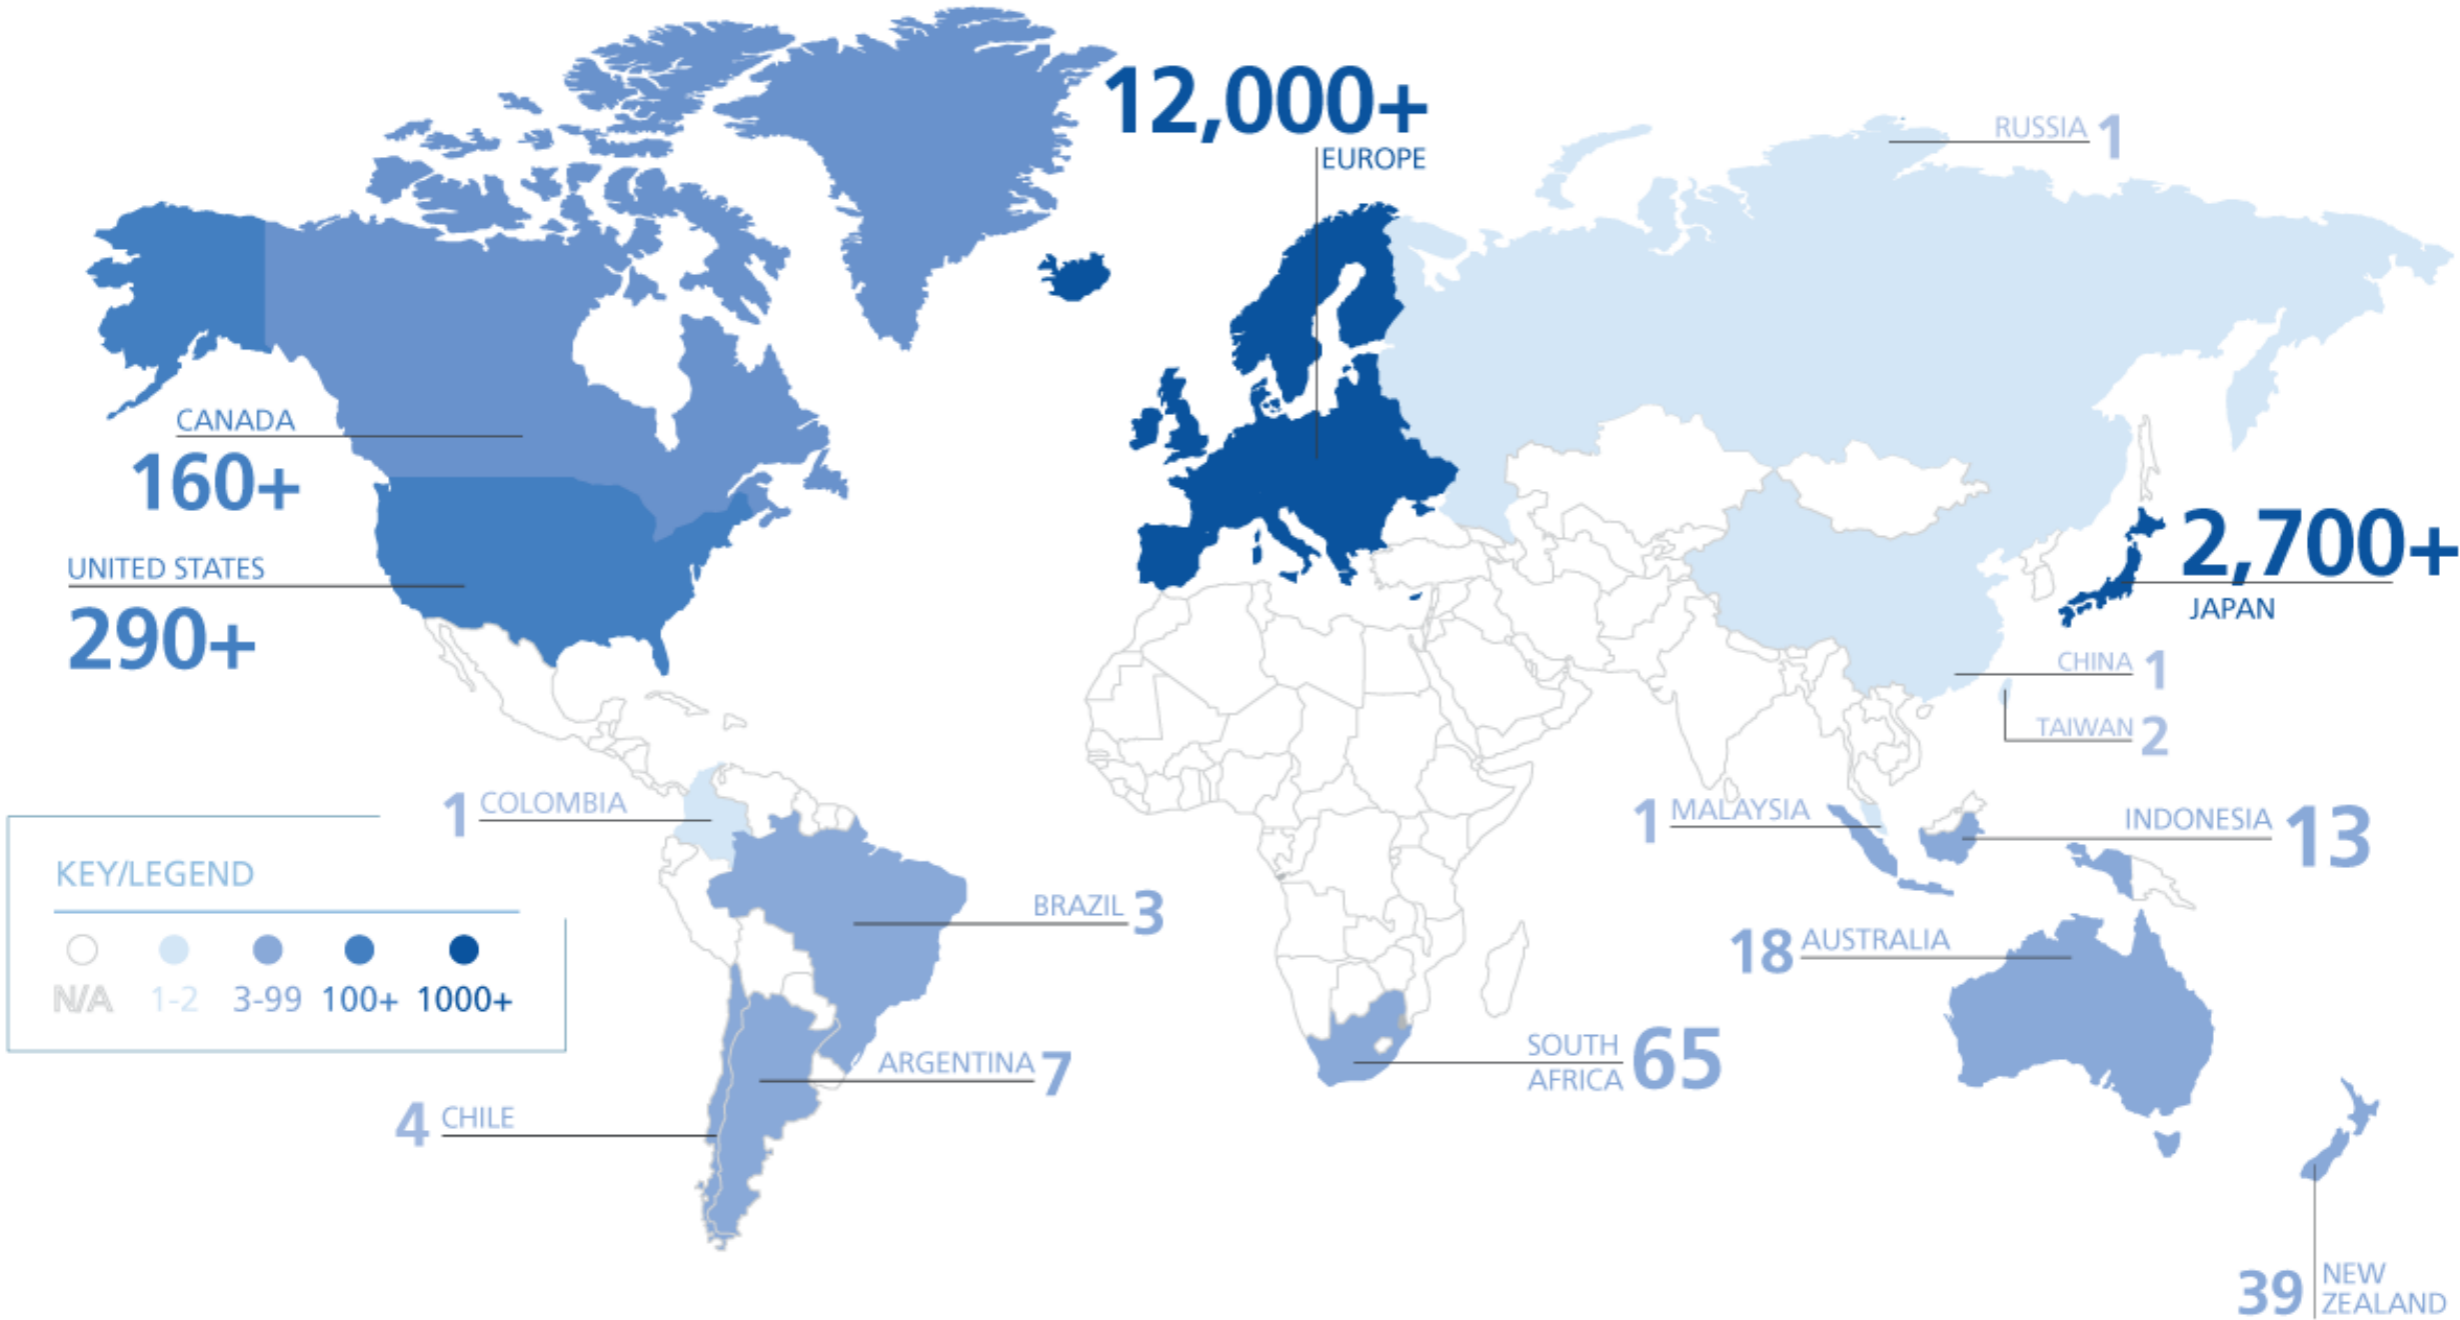 12,000+
EUROPE
RUSSIA 1
CANADA
160+
UNITED STATES
290+
2,700+
JAPAN
CHINA 1
TAIWAN 2
1 COLOMBIA
1 MALAYSIA
INDONESIA 13
KEY/LEGEND
N/A 1-2 3-99 100+ 1000+
BRAZIL 3
18 AUSTRALIA
ARGENTINA 7
SOUTH
AFRICA 65
4 CHILE
39 NEW
ZEALAND